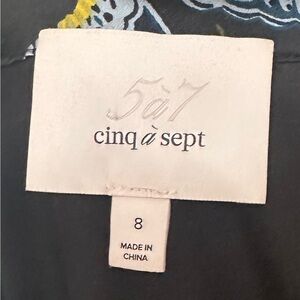 5à7
cinq à sept
8
MADE IN
CHINA